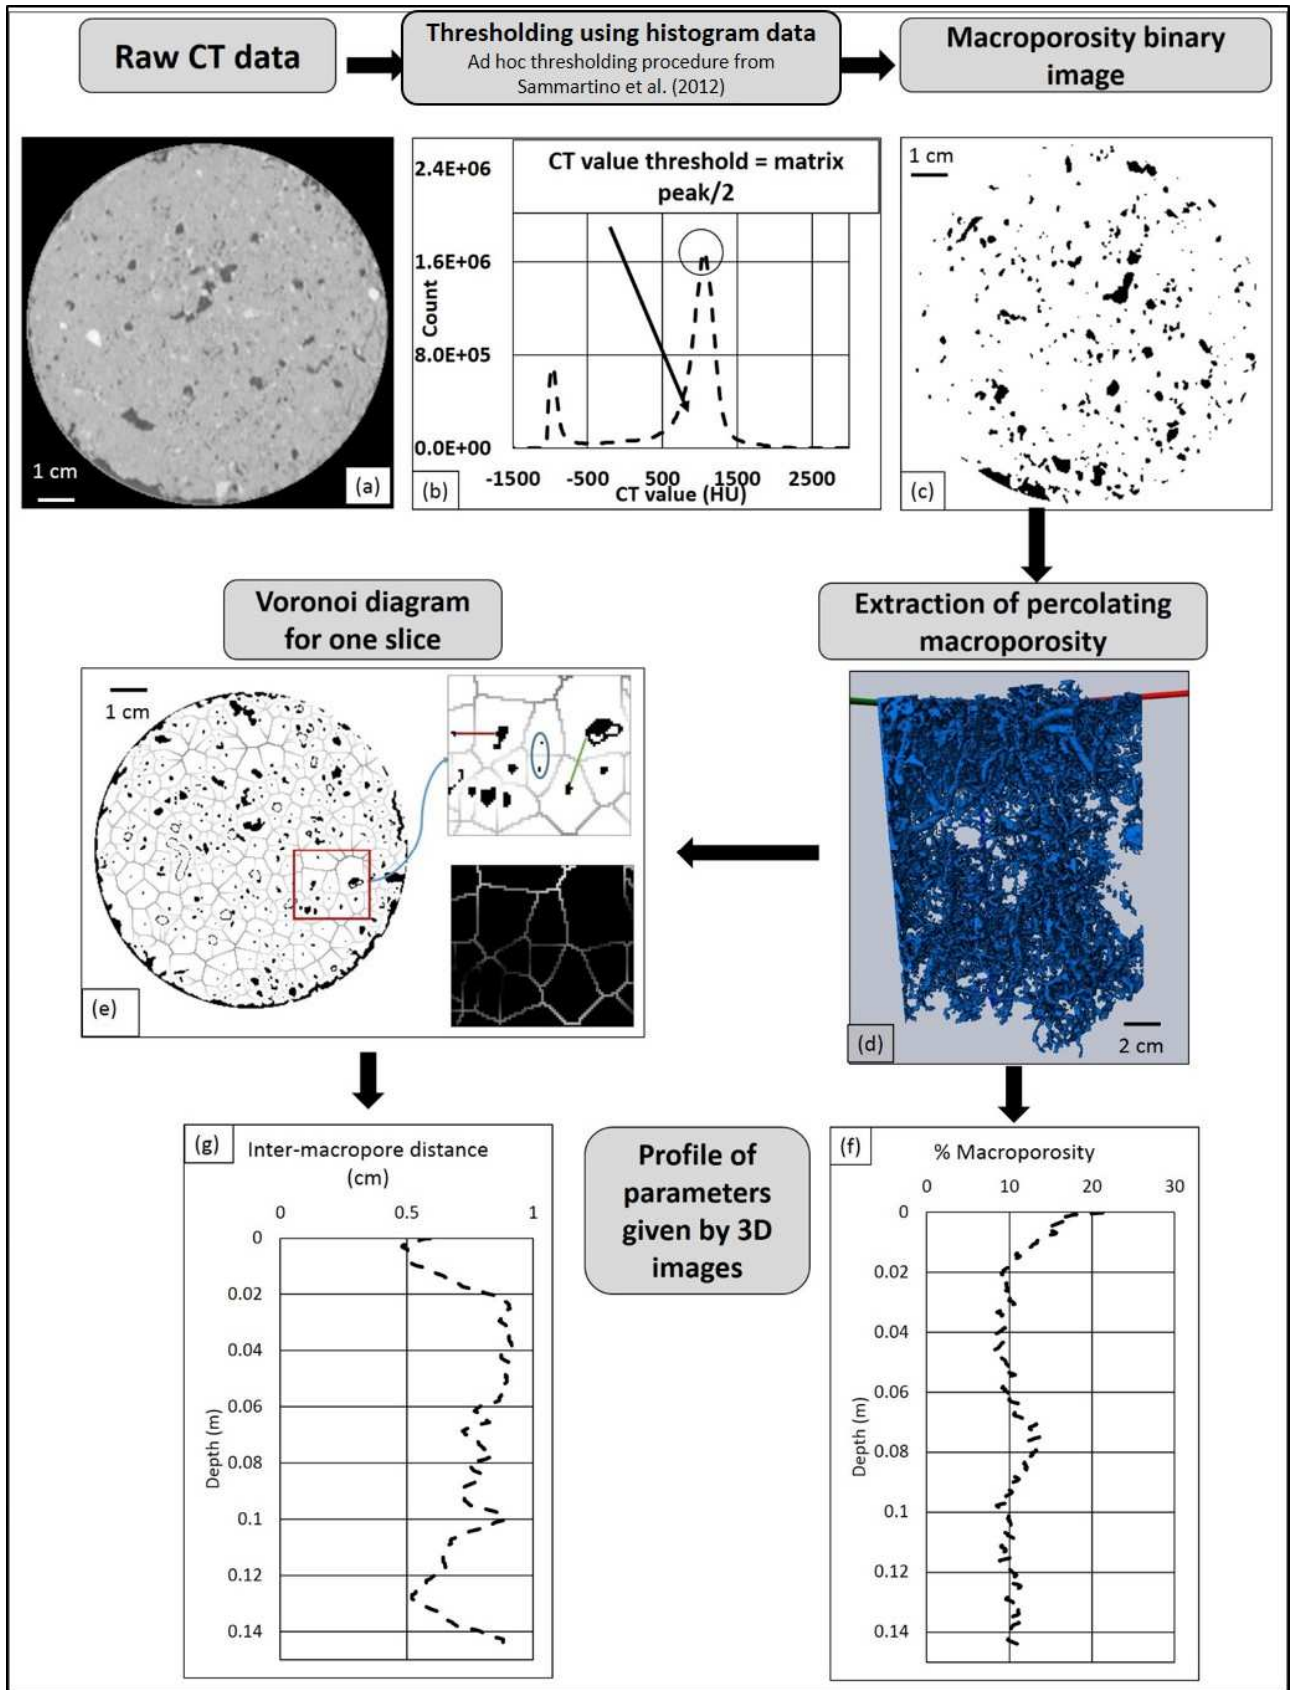 Raw CT data
Thresholding using histogram data
Ad hoc thresholding procedure from
Sammartino et al. (2012)
Macroporosity binary
image
1 cm
(a)
CT value threshold = matrix
peak/2
2.4E+06
1.6E+06
8.0E+05
0.0E+00
Count
-1500 -500 500 1500 2500
CT value (HU)
(b)
1 cm
(c)
Voronoi diagram
for one slice
Extraction of percolating
macroporosity
1 cm
(e)
(d)
2 cm
(g)
Inter-macropore distance
(cm)
0 0.5 1
0
0.02
0.04
0.06
0.08
0.1
0.12
0.14
Depth (m)
Profile of
parameters
given by 3D
images
(f)
% Macroporosity
0 10 20 30
0
0.02
0.04
0.06
0.08
0.1
0.12
0.14
Depth (m)